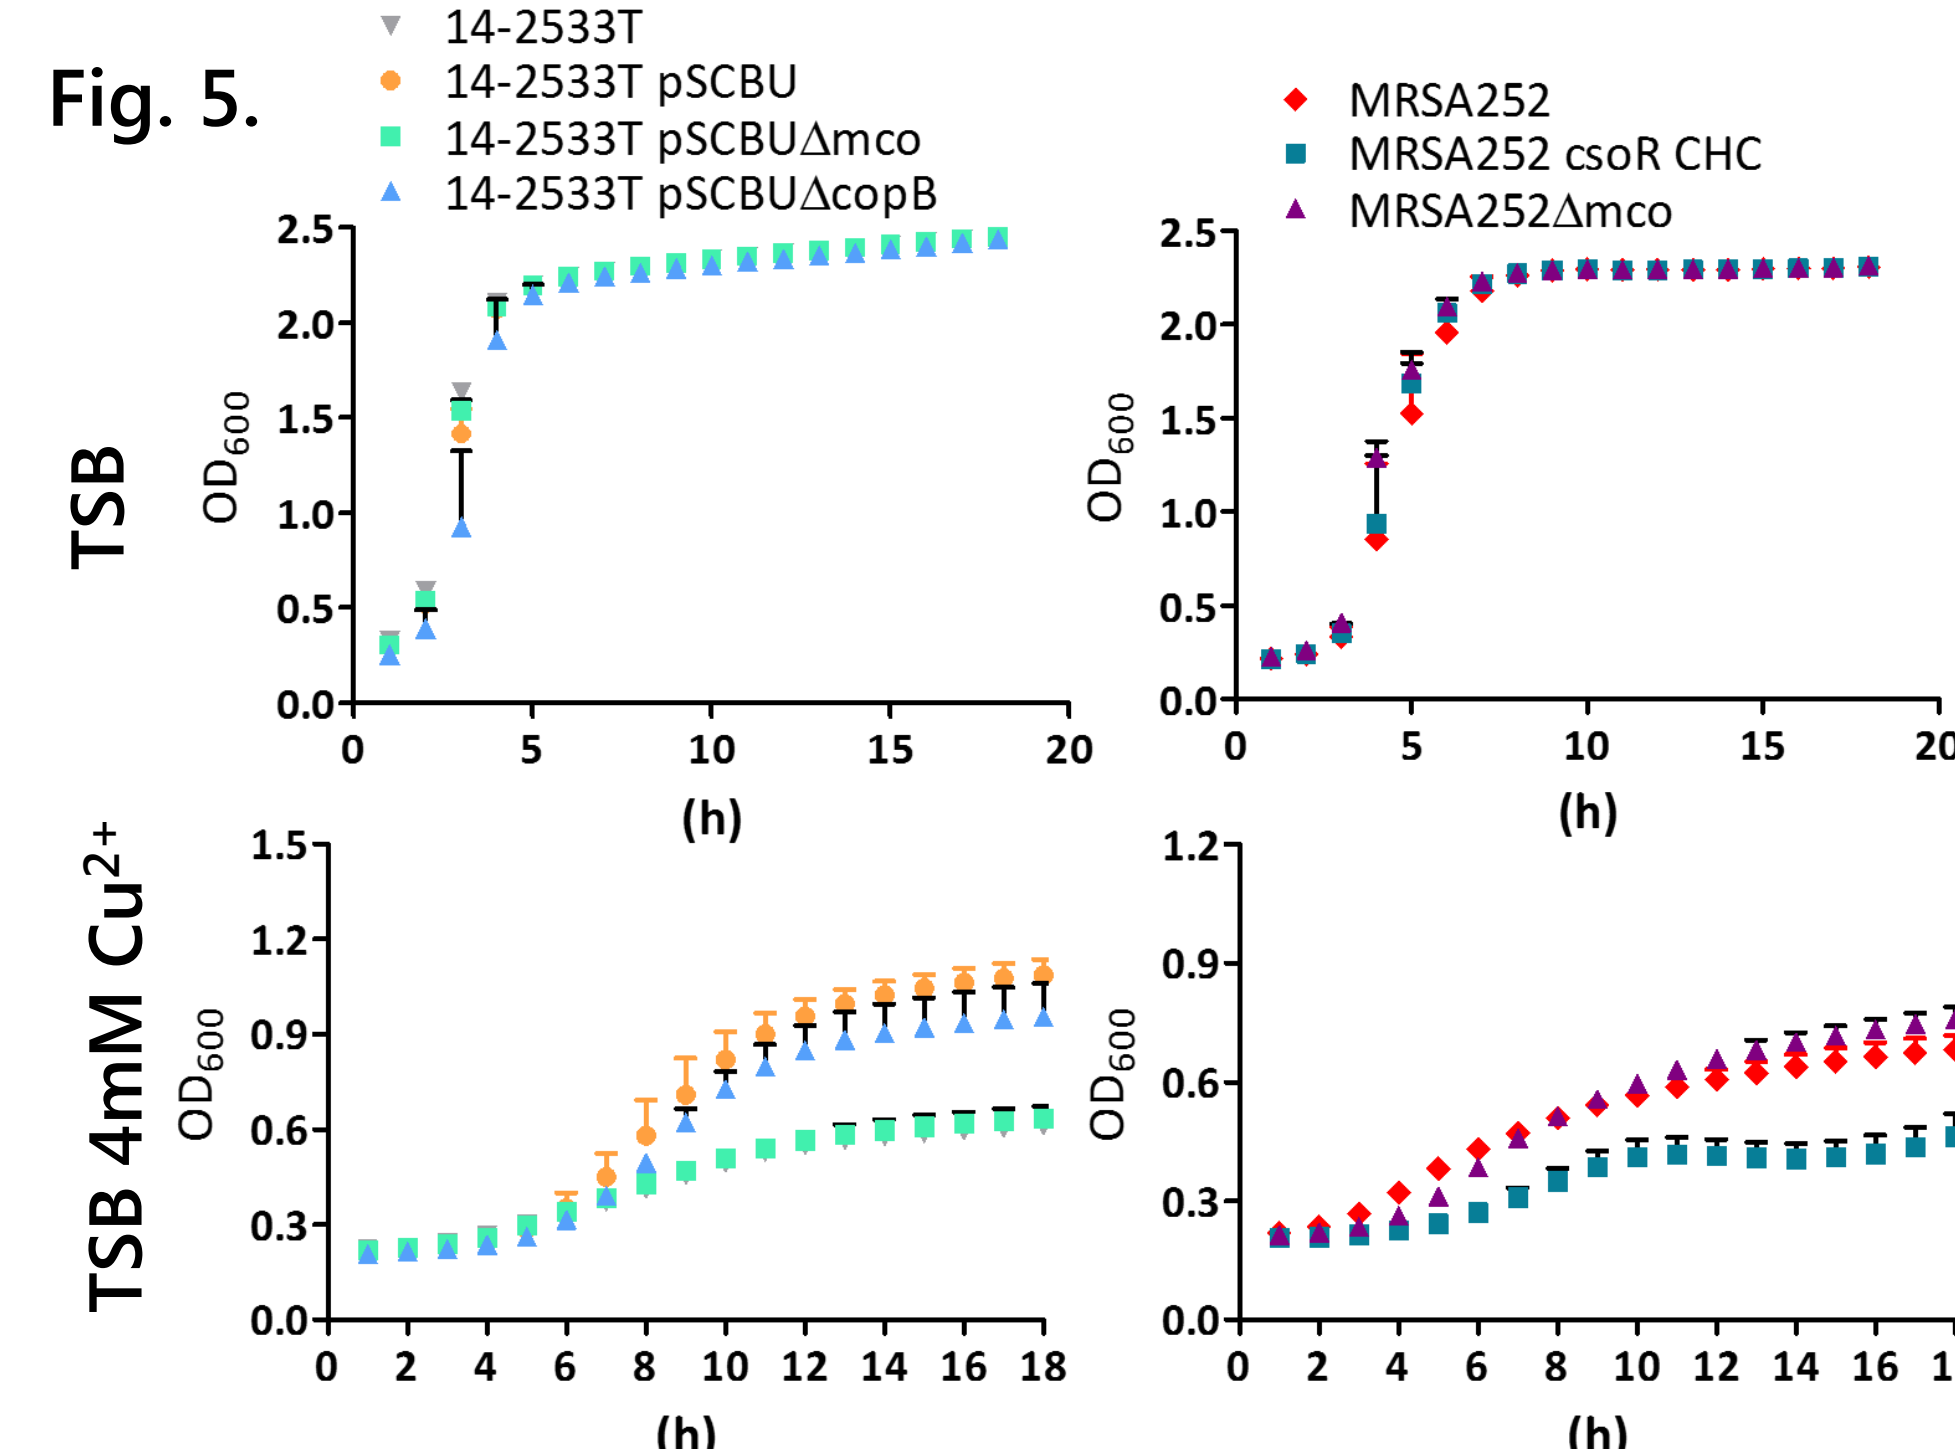 Fig. 5.
14-2533T
14-2533T pSCBU
14-2533T pSCBUΔmco
14-2533T pSCBUΔcopB
MRSA252
MRSA252 csoR CHC
MRSA252Δmco
TSB
OD600
2.5
2.0
1.5
1.0
0.5
0.0
0 5 10 15 20
(h)
OD600
2.5
2.0
1.5
1.0
0.5
0.0
0 5 10 15 20
(h)
TSB 4mM Cu2+
OD600
1.5
1.2
0.9
0.6
0.3
0.0
0 2 4 6 8 10 12 14 16 18
(h)
OD600
1.2
0.9
0.6
0.3
0.0
0 2 4 6 8 10 12 14 16
(h)